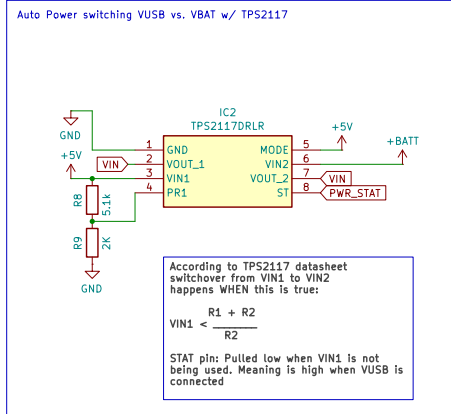 Auto Power switching VUSB vs. VBAT w/ TPS2117
IC2
TPS2117DRLR
GND
+5V
+BATT
1 GND MODE 5
VIN 2 VOUT_1 VIN2 6
+5V
3 VIN1 VOUT_2 7 VIN
4 PR1 ST 8 PWR_STAT
R8 5.1k
R9 2K
GND
According to TPS2117 datasheet
switchover from VIN1 to VIN2
happens WHEN this is true:
R1 + R2
VIN1 < ______
R2
STAT pin: Pulled low when VIN1 is not
being used. Meaning is high when VUSB is
connected